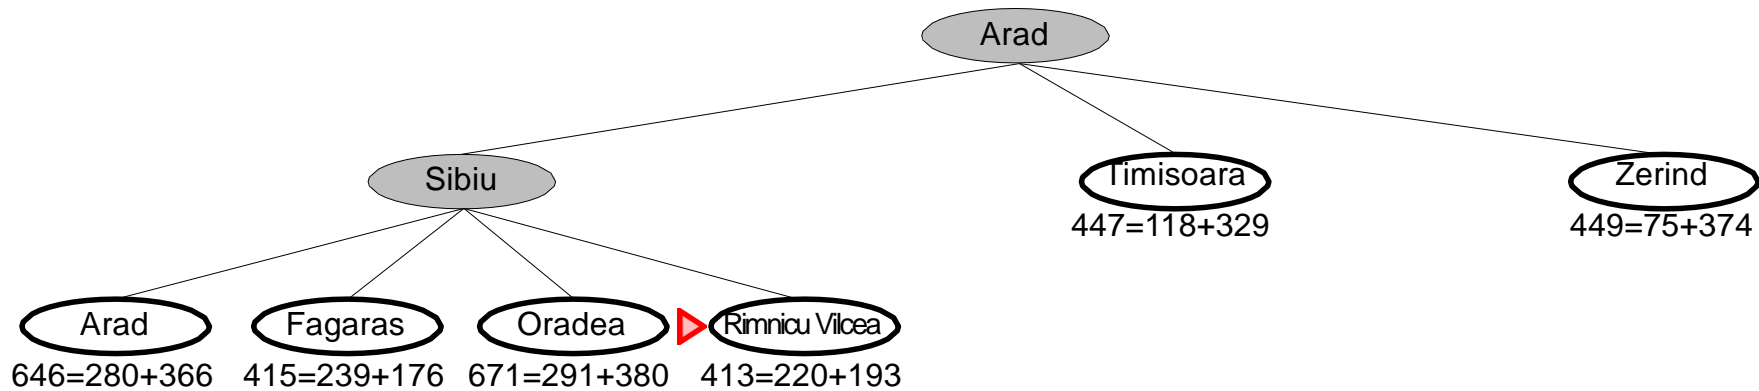 Arad
Sibiu
Timisoara
Zerind
447=118+329
449=75+374
Arad
Fagaras
Oradea
Rimnicu Vilcea
646=280+366
415=239+176
671=291+380
413=220+193